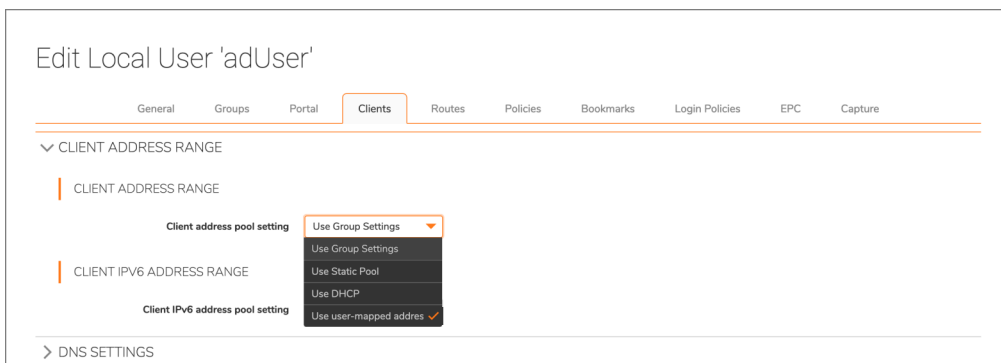 Edit Local User 'adUser'
General Groups Portal Clients Routes Policies Bookmarks Login Policies EPC Capture
CLIENT ADDRESS RANGE
CLIENT ADDRESS RANGE
Client address pool setting Use Group Settings
Use Group Settings
CLIENT IPV6 ADDRESS RANGE Use Static Pool
Use DHCP
Client IPv6 address pool setting Use user-mapped addres
DNS SETTINGS